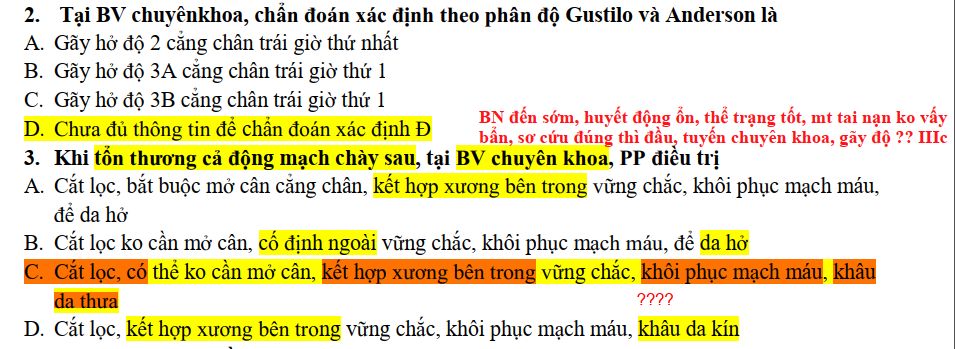 2. Tại BV chuyênkhoa, chẩn đoán xác định theo phân độ Gustilo và Anderson là
A. Gãy hở độ 2 cẳng chân trái giờ thứ nhất
B. Gãy hở độ 3A cẳng chân trái giờ thứ 1
C. Gãy hở độ 3B cẳng chân trái giờ thứ 1
D. Chưa đủ thông tin để chẩn đoán xác định Đ
BN đến sớm, huyết động ổn, thể trạng tốt, mt tai nạn ko vấy
bẩn, sơ cứu đúng thì đầu, tuyến chuyên khoa, gãy độ ?? IIIc
3. Khi tổn thương cả động mạch chày sau, tại BV chuyên khoa, PP điều trị
A. Cắt lọc, bắt buộc mở cân cẳng chân, kết hợp xương bên trong vững chắc, khôi phục mạch máu,
để da hở
B. Cắt lọc ko cần mở cân, cố định ngoài vững chắc, khôi phục mạch máu, để da hở
C. Cắt lọc, có thể ko cần mở cân, kết hợp xương bên trong vững chắc, khôi phục mạch máu, khâu
da thưa
????
D. Cắt lọc, kết hợp xương bên trong vững chắc, khôi phục mạch máu, khâu da kín